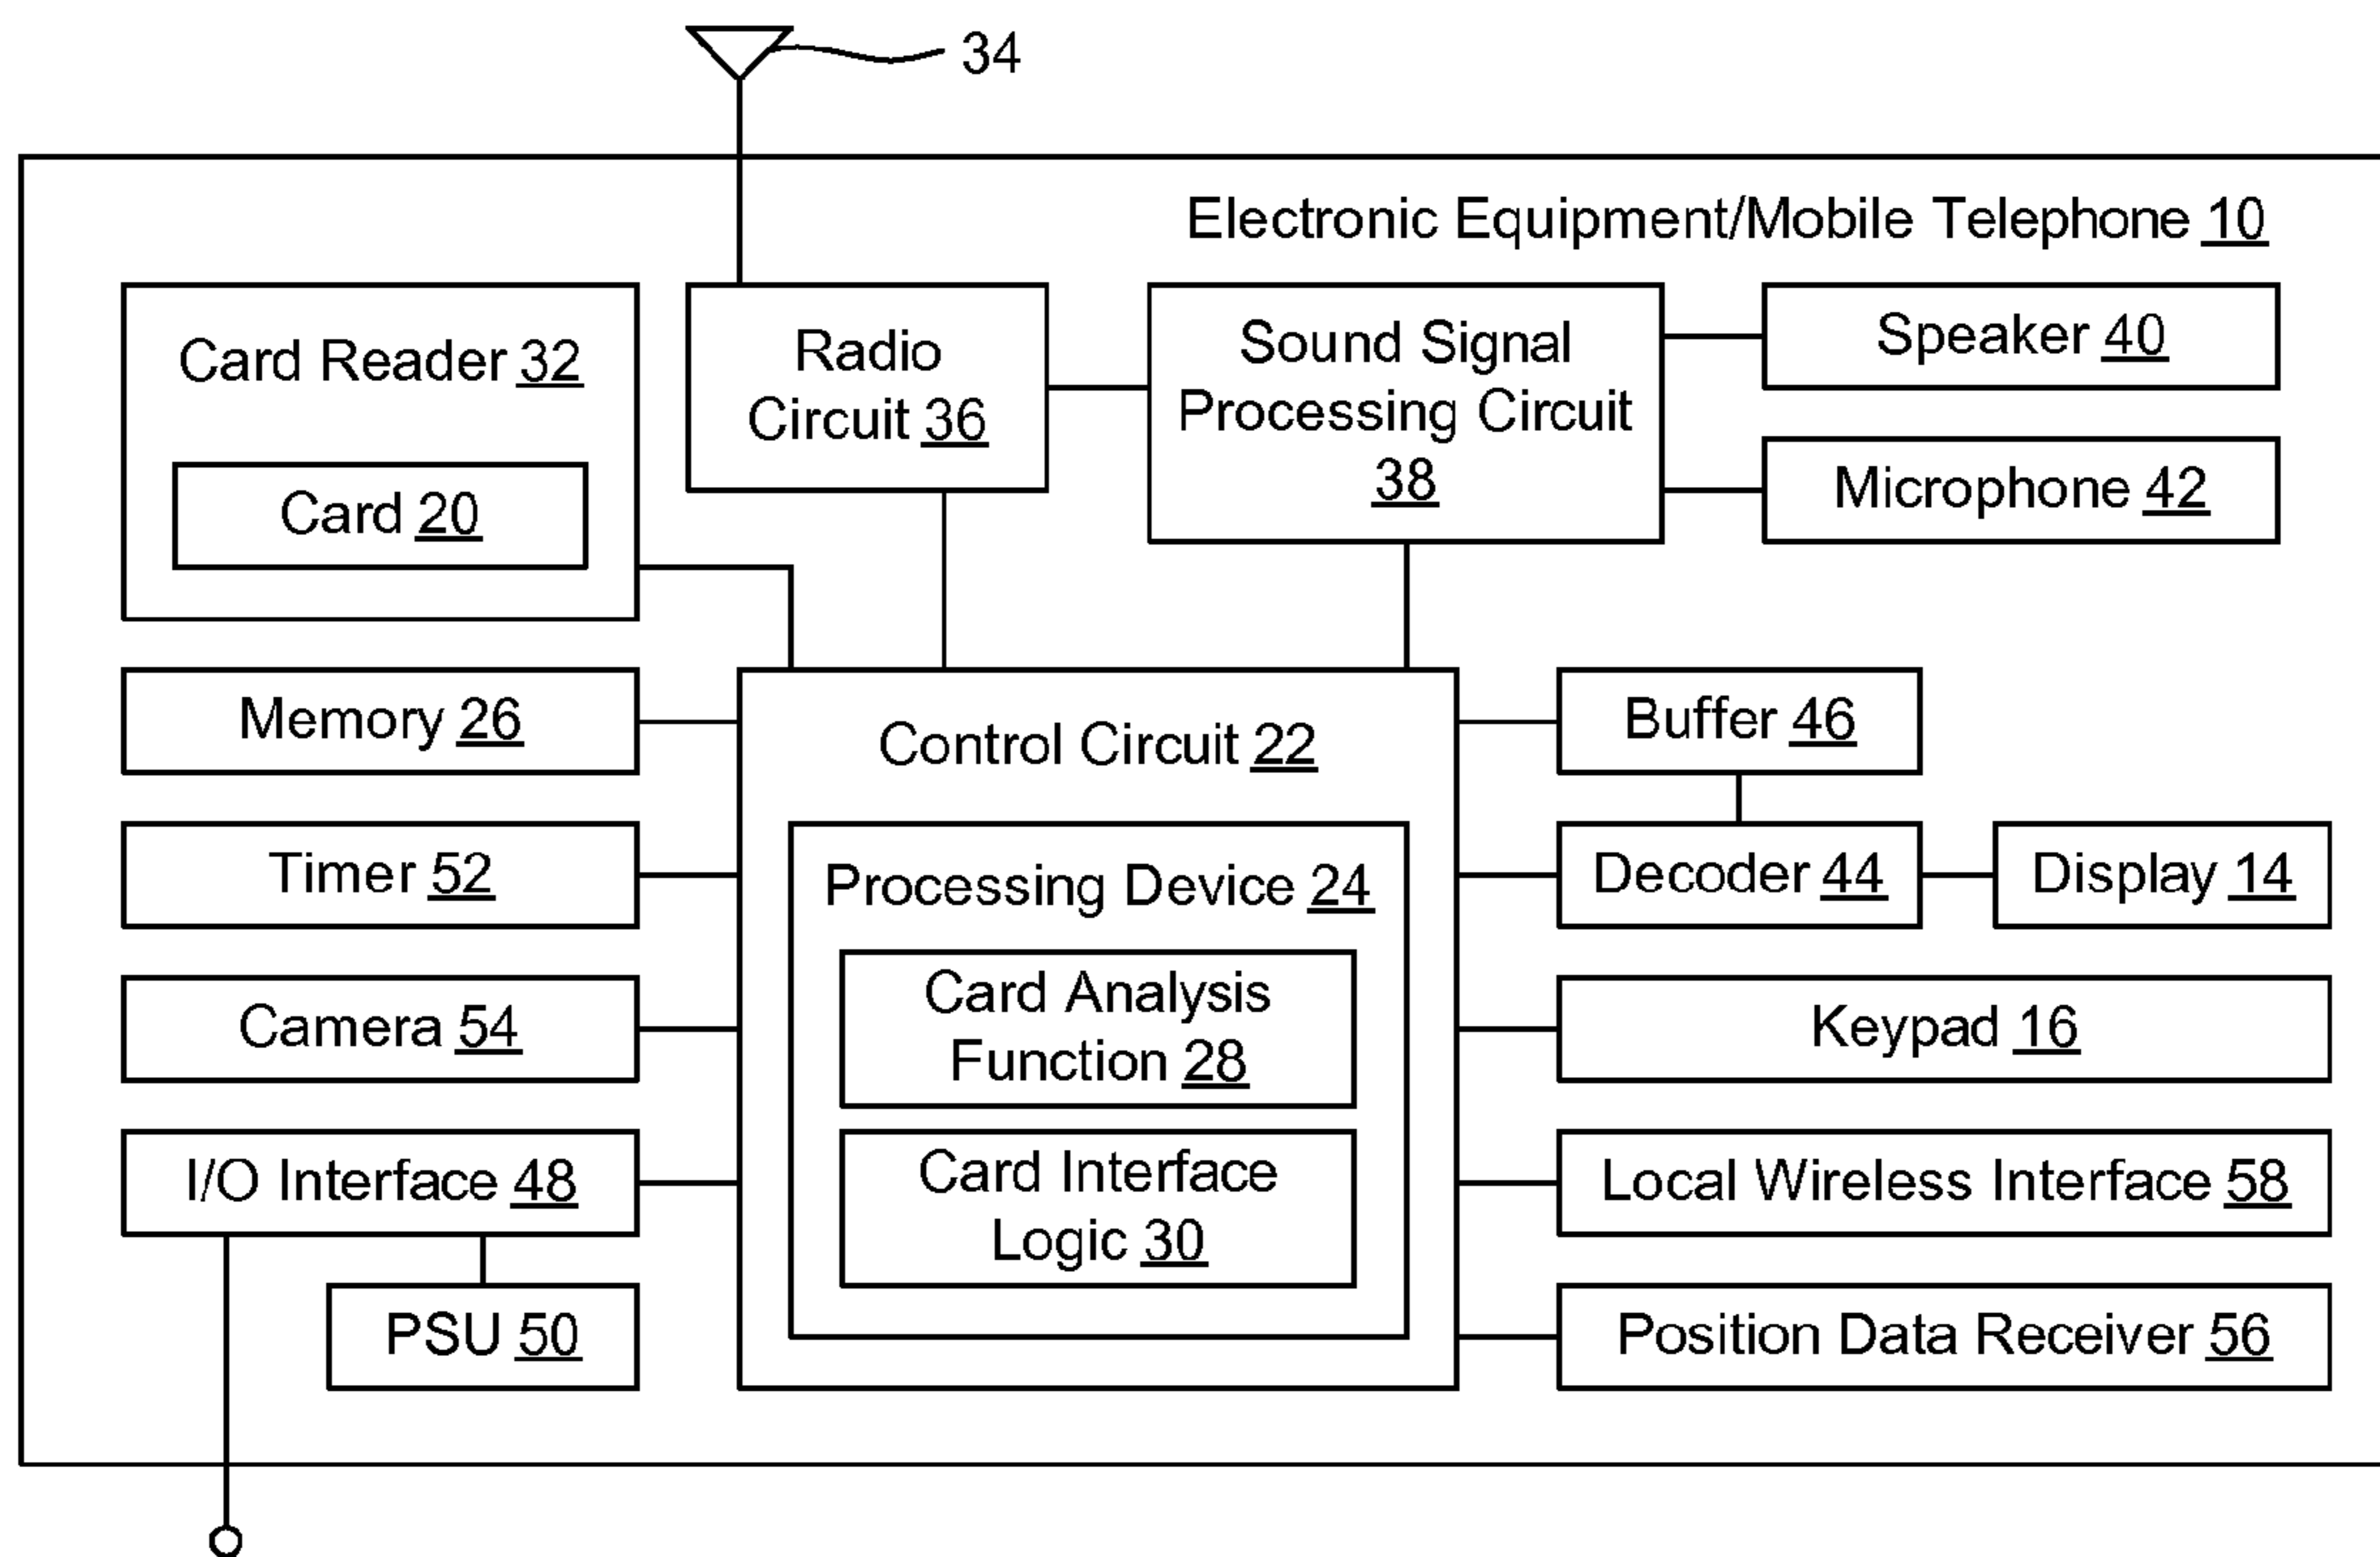 34
Electronic Equipment/Mobile Telephone 10
Card Reader 32
Card 20
Radio
Circuit 36
Sound Signal
Processing Circuit
38
Speaker 40
Microphone 42
Memory 26
Timer 52
Camera 54
I/O Interface 48
PSU 50
Control Circuit 22
Processing Device 24
Card Analysis
Function 28
Card Interface
Logic 30
Buffer 46
Decoder 44
Display 14
Keypad 16
Local Wireless Interface 58
Position Data Receiver 56